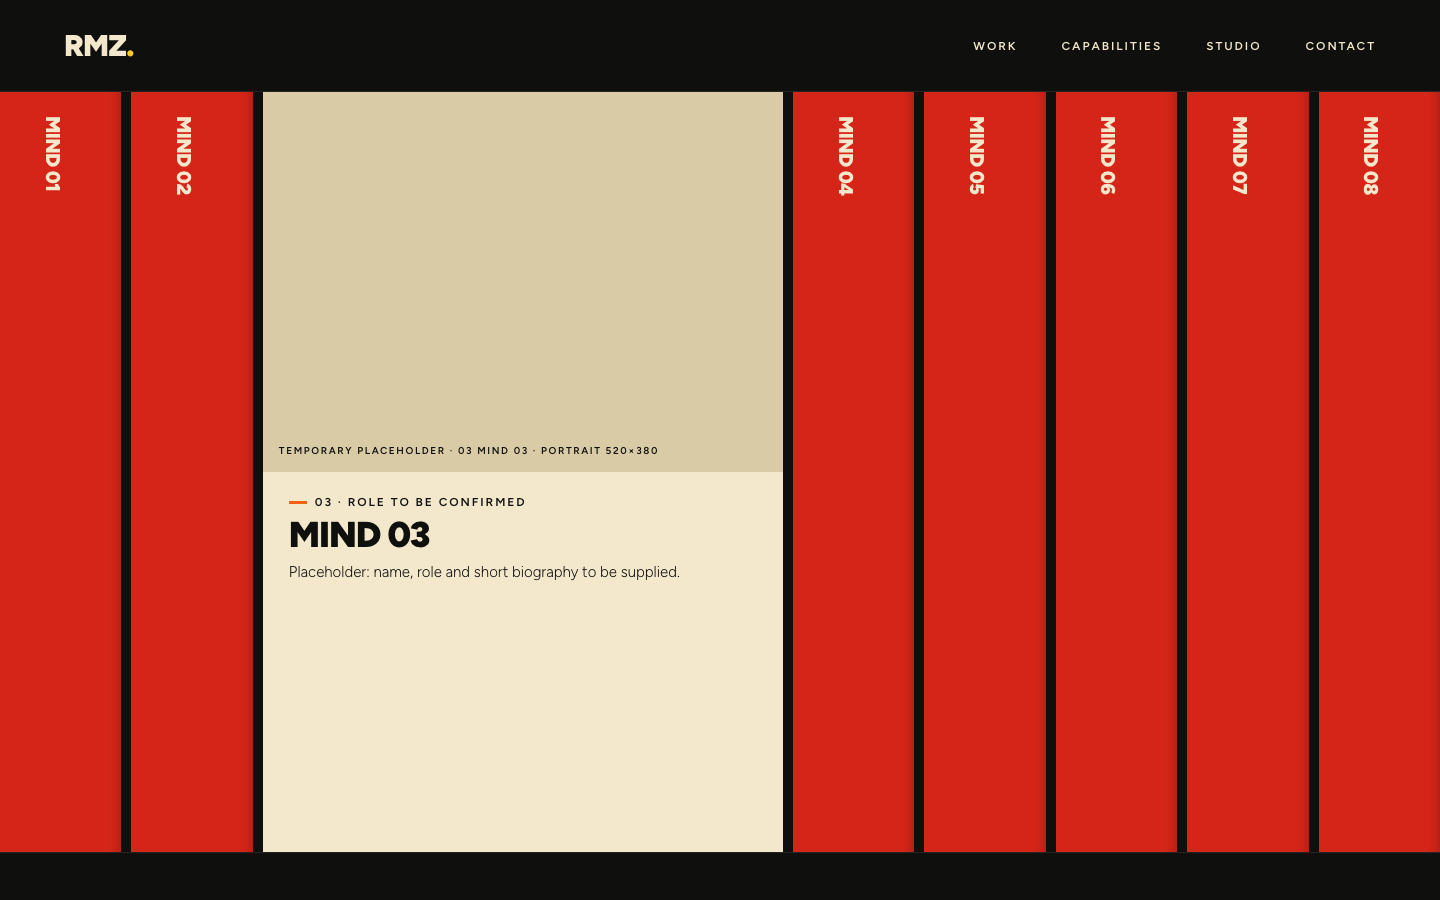 RMZ.
WORK
CAPABILITIES
STUDIO
CONTACT
MIND 01
MIND 02
TEMPORARY PLACEHOLDER · 03 MIND 03 · PORTRAIT 520×380
03 · ROLE TO BE CONFIRMED
MIND 03
Placeholder: name, role and short biography to be supplied.
MIND 04
MIND 05
MIND 06
MIND 07
MIND 08